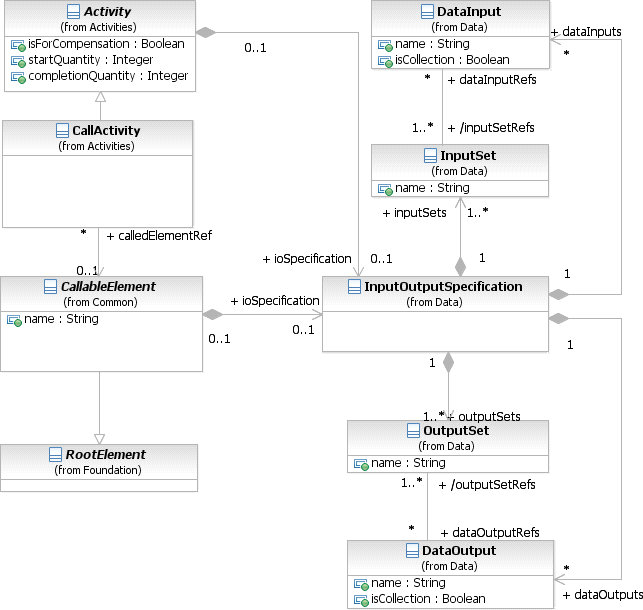 Activity
(from Activities)
isForCompensation : Boolean
startQuantity : Integer
completionQuantity : Integer
0..1
DataInput
(from Data)
name : String
isCollection : Boolean
+ dataInputs
*
*
+ dataInputRefs
1..*
+ /inputSetRefs
CallActivity
(from Activities)
InputSet
(from Data)
name : String
+ inputSets
1..*
*
+ calledElementRef
0..1
+ ioSpecification
0..1
1
1
CallableElement
(from Common)
name : String
+ ioSpecification
0..1
0..1
InputOutputSpecification
(from Data)
1
1
RootElement
(from Foundation)
1..*
+ outputSets
OutputSet
(from Data)
name : String
1..*
+ /outputSetRefs
*
+ dataOutputRefs
DataOutput
(from Data)
name : String
isCollection : Boolean
*
+ dataOutputs